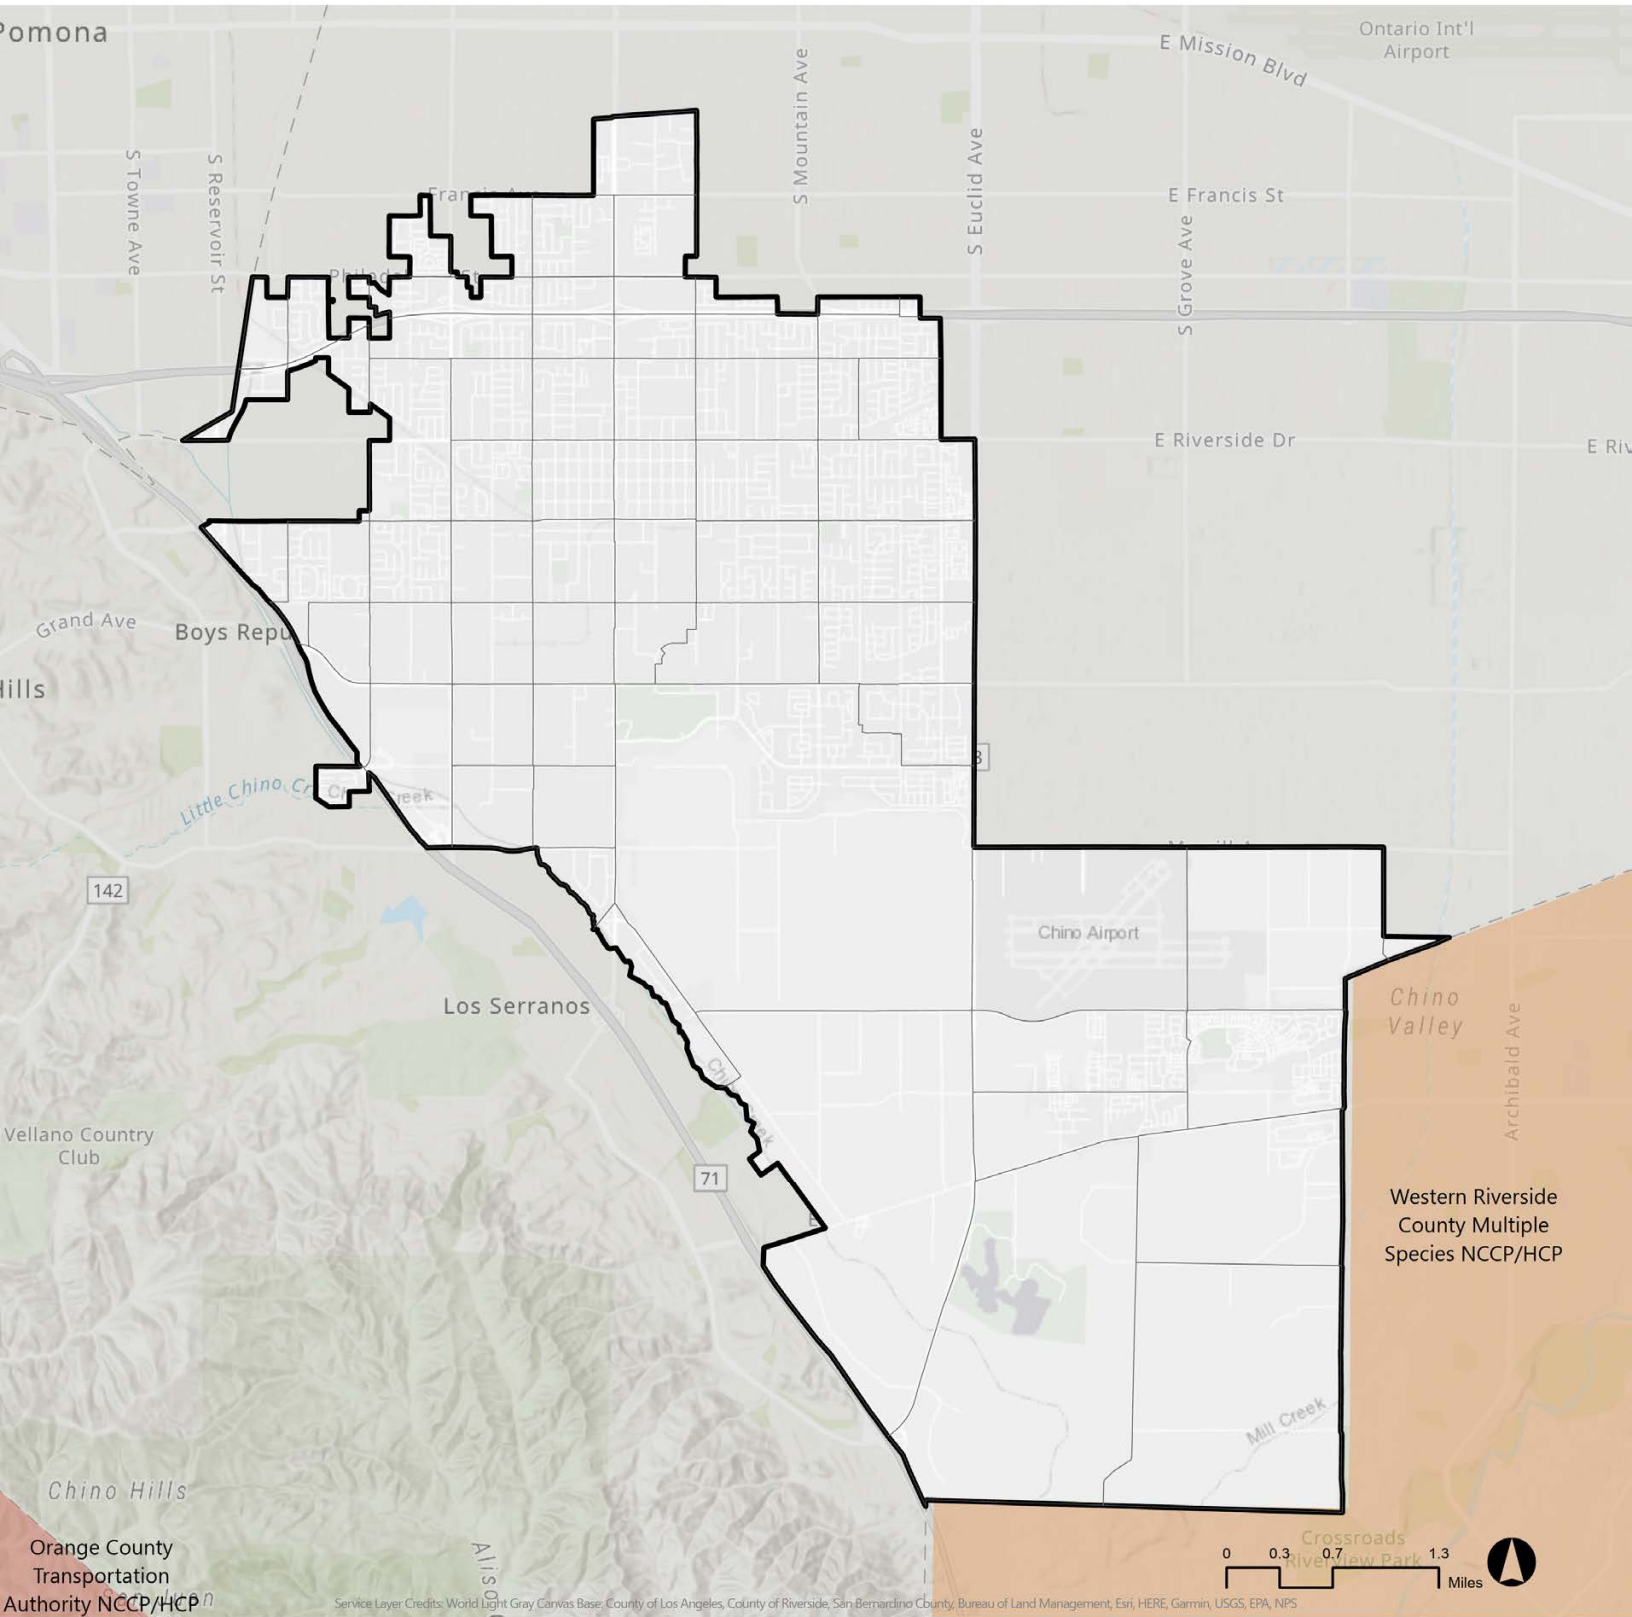 Pomona
Ontario Int'l
Airport
E Mission Blvd
S Mountain Ave
S Euclid Ave
S Towne Ave
S Reservoir St
E Francis St
S Grove Ave
E Riverside Dr
E Riv
Grand Ave
Boys Repu
Hills
Little Chino Cr
Creek
142
Chino Airport
Los Serranos
Chino
Valley
Archibald Ave
Vellano Country
Club
71
Western Riverside
County Multiple
Species NCCP/HCP
Mill Creek
Chino Hills
Orange County
Transportation
Authority NCCP/HCP
Aliso
Crossroads
Riverview Park
0 0.3 0.7 1.3
Miles
Service Layer Credits: World Light Gray Canvas Base: County of Los Angeles, County of Riverside, San Bernardino County, Bureau of Land Management, Esri, HERE, Garmin, USGS, EPA, NPS